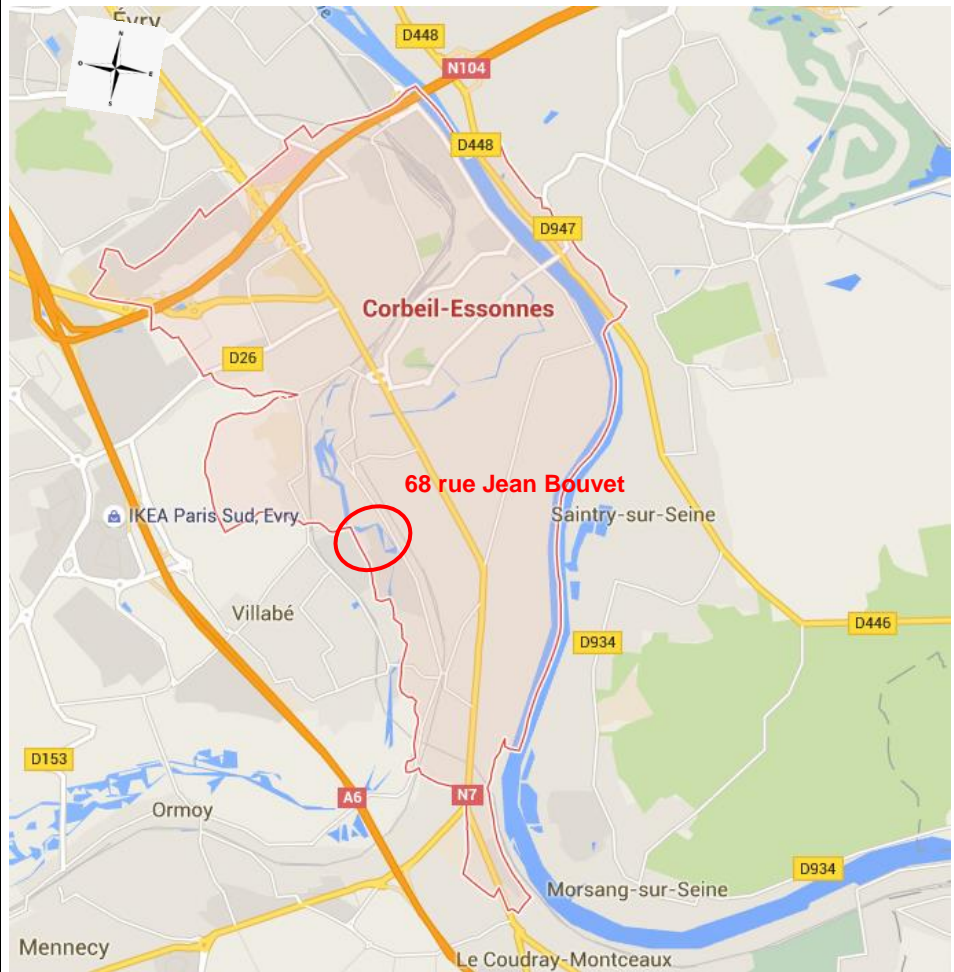 Évry
N
O
E
S
D448
N104
D448
D947
Corbeil-Essonnes
D26
68 rue Jean Bouvet
IKEA Paris Sud, Evry
Saintry-sur-Seine
Villabé
D446
D934
D153
A6
N7
Ormoy
D934
Morsang-sur-Seine
Mennecy
Le Coudray-Montceaux